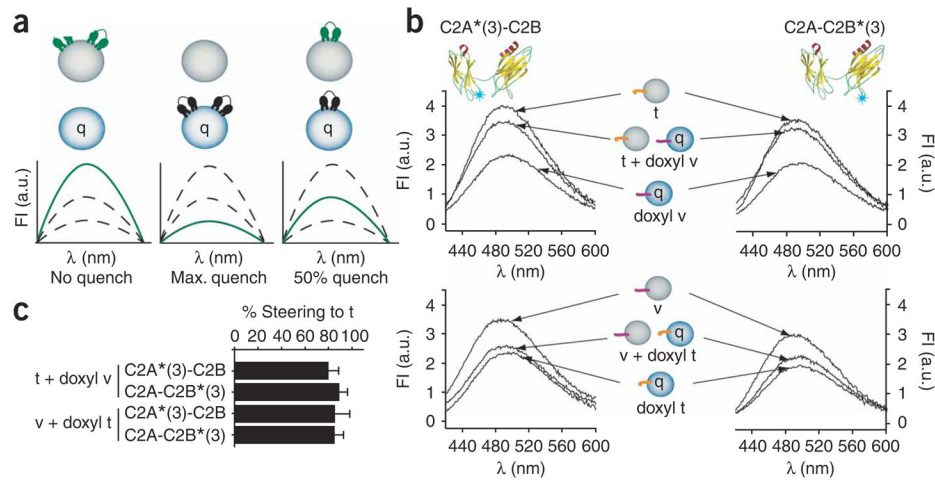 a
q
q
q
FI (a.u.)
λ (nm)
λ (nm)
λ (nm)
No quench
Max. quench
50% quench
b
C2A*(3)-C2B
C2A-C2B*(3)
FI (a.u.)
4
3
2
1
0
440 480 520 560 600
λ (nm)
t
q
t + doxyl v
q
doxyl v
4
3
2
1
0
FI (a.u.)
440 480 520 560 600
λ (nm)
FI (a.u.)
4
3
2
1
0
440 480 520 560 600
λ (nm)
v
q
v + doxyl t
q
doxyl t
4
3
2
1
0
FI (a.u.)
440 480 520 560 600
λ (nm)
c
% Steering to t
0 20 40 60 80 100
t + doxyl v
C2A*(3)-C2B
C2A-C2B*(3)
v + doxyl t
C2A*(3)-C2B
C2A-C2B*(3)